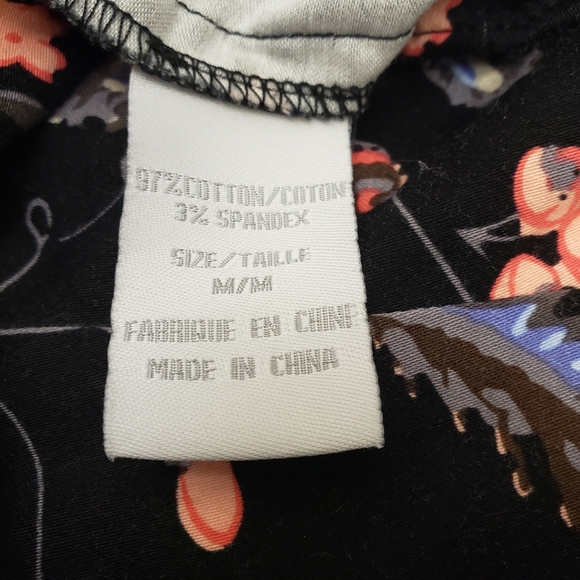 97% COTTON/COTON
3% SPANDEX
SIZE/TAILLE
M/M
FABRIQUE EN CHINE
MADE IN CHINA